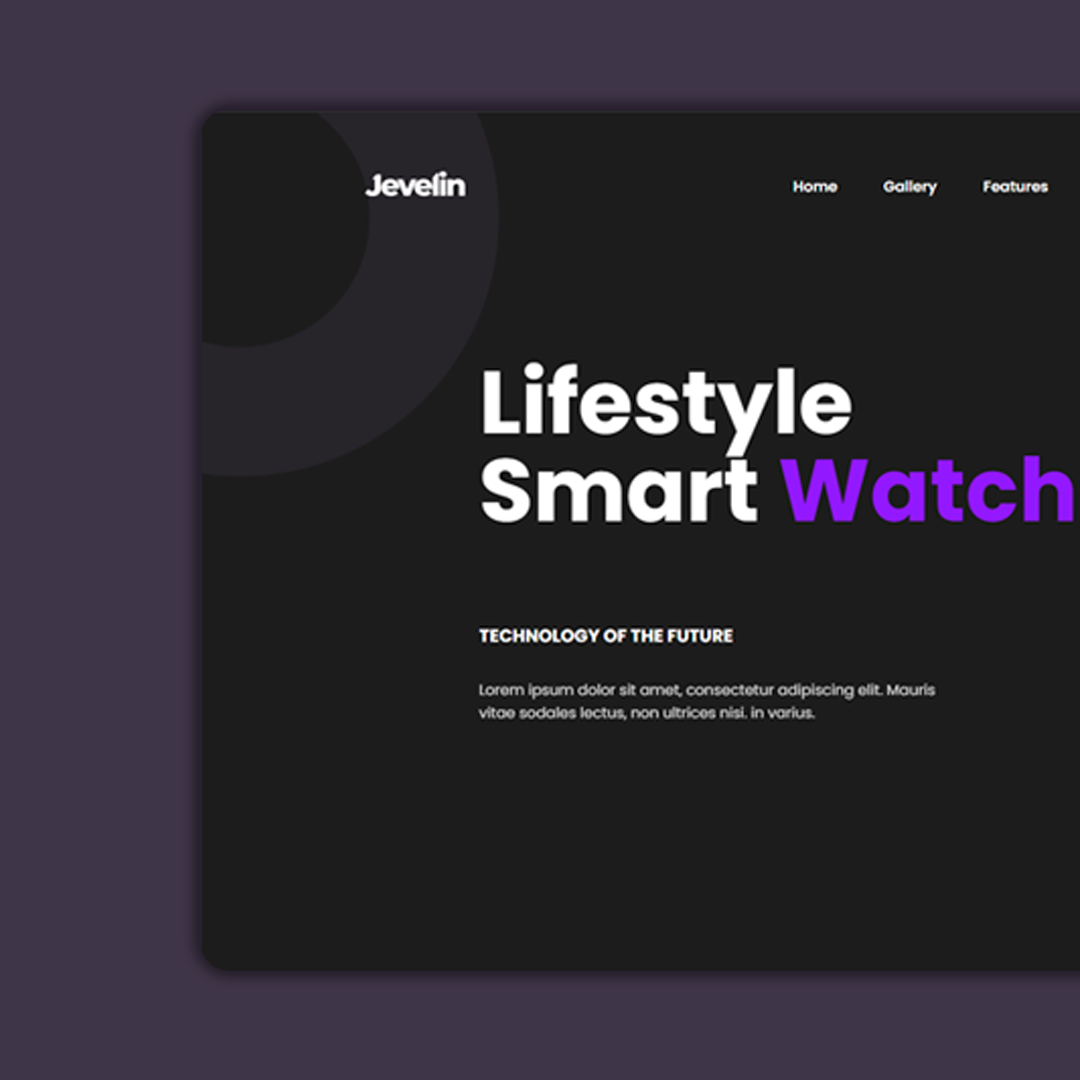 Jevelin
Home Gallery Features
Lifestyle
Smart Watch
TECHNOLOGY OF THE FUTURE
Lorem ipsum dolor sit amet, consectetur adipiscing elit. Mauris
vitae sodales lectus, non ultrices nisi. in varius.